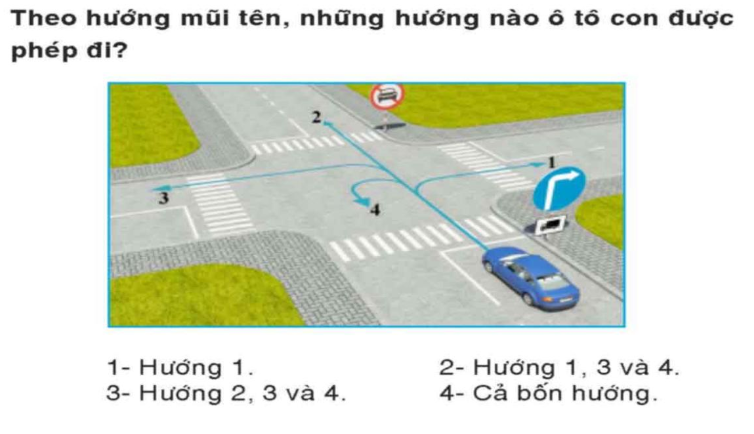 Theo hướng mũi tên, những hướng nào ô tô con được
phép đi?
2
1
3
4
1- Hướng 1.
2- Hướng 1, 3 và 4.
3- Hướng 2, 3 và 4.
4- Cả bốn hướng.